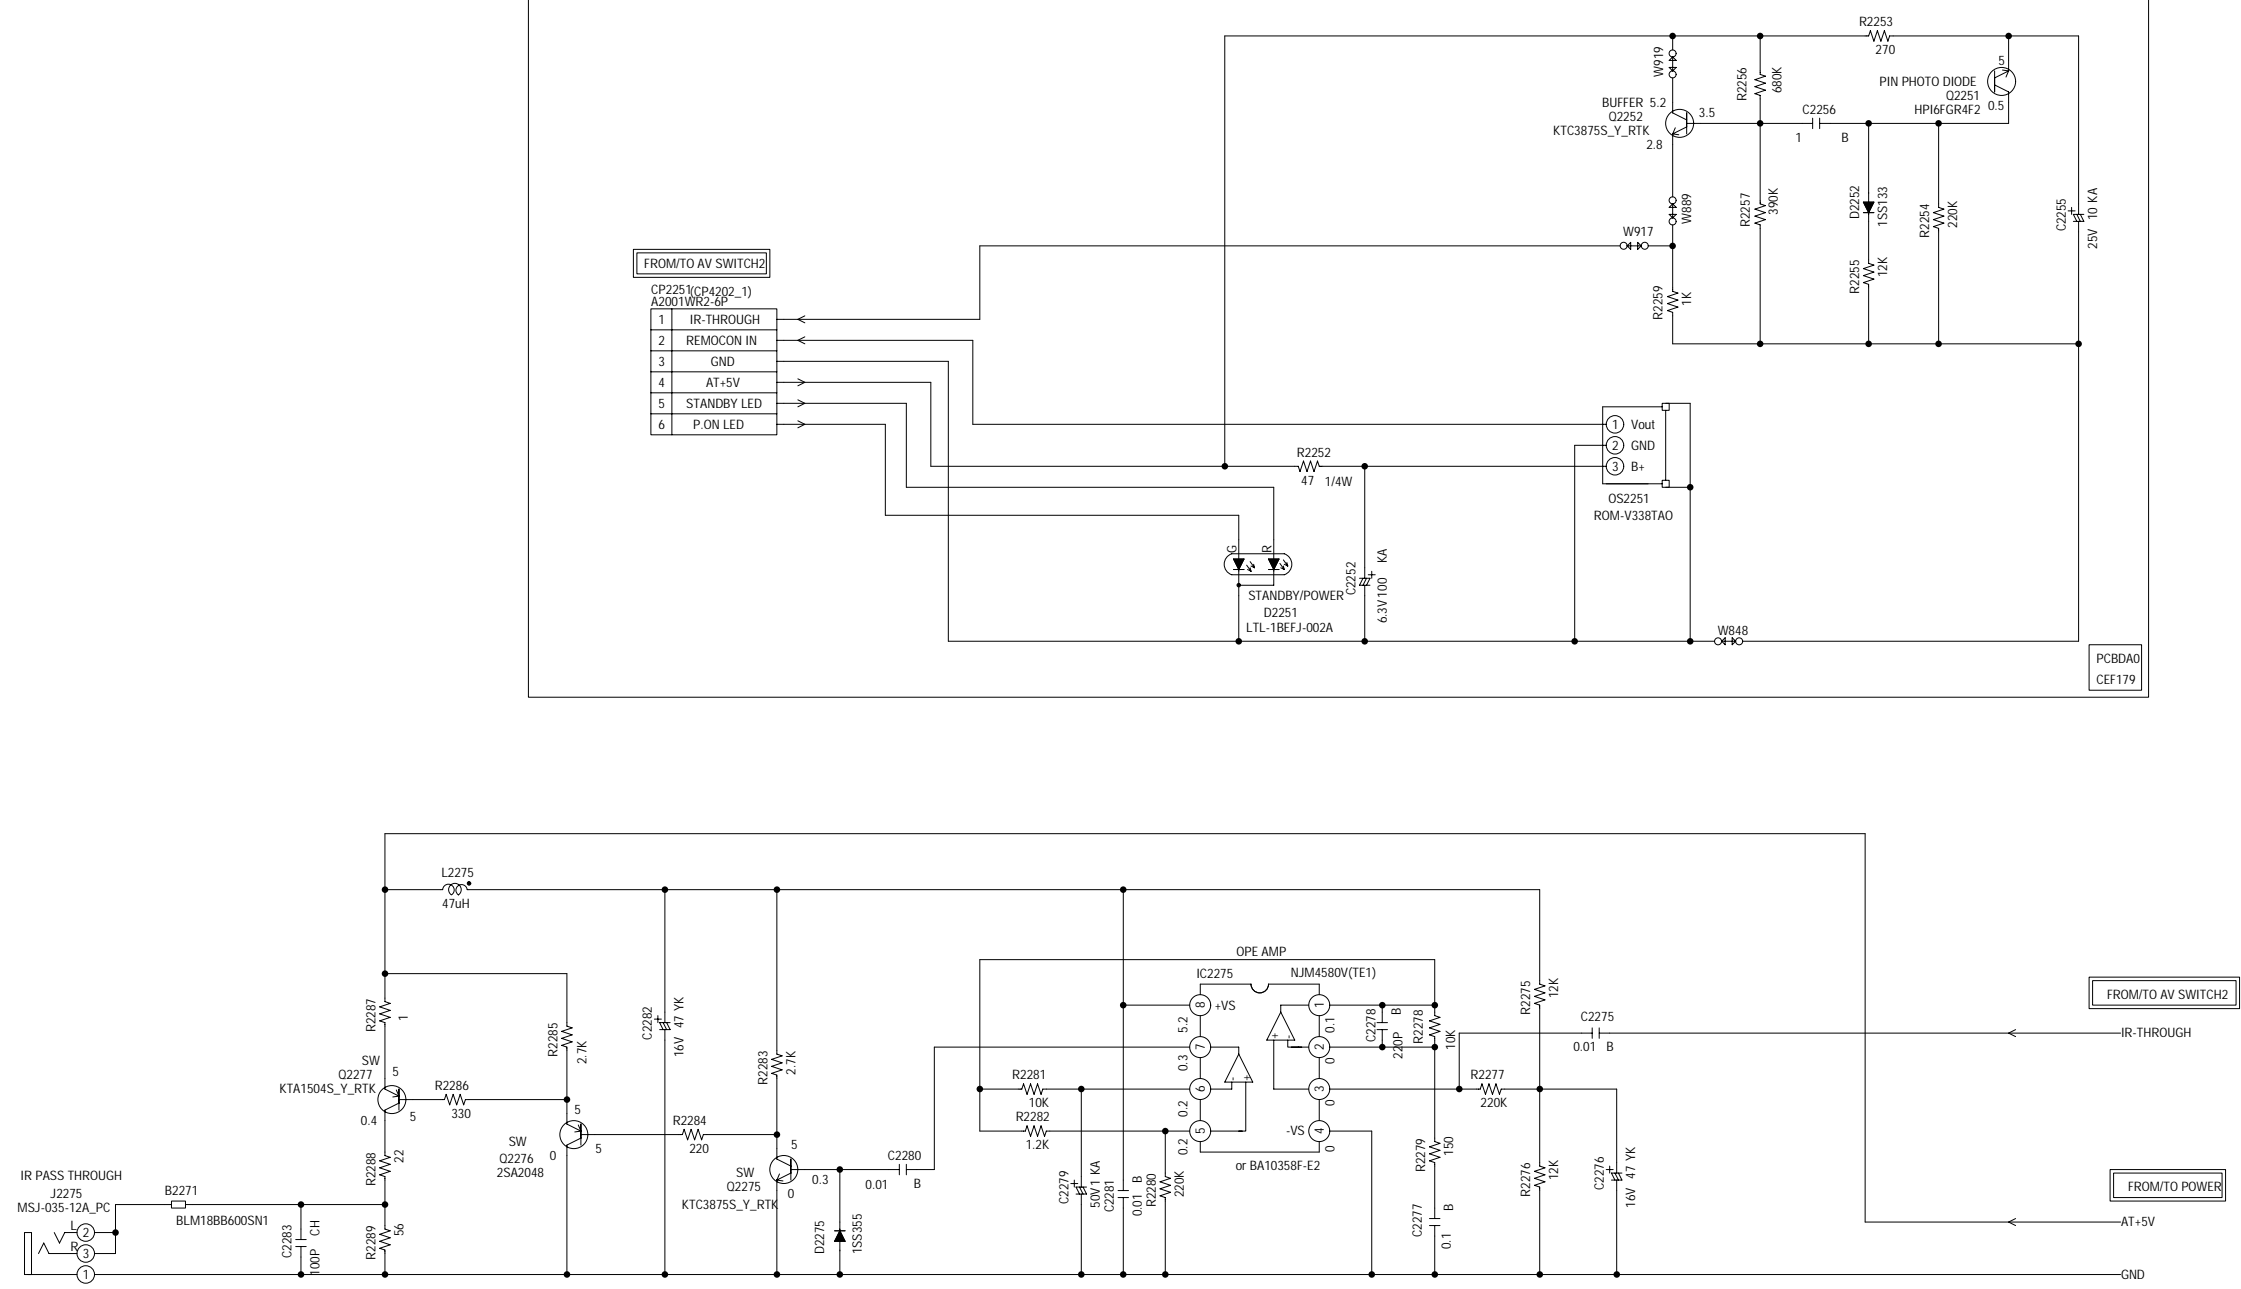 R2253
270
W919
R2256
680K
5
PIN PHOTO DIODE
Q2251
HPI6FGR4F2
0.5
BUFFER 5.2
Q2252
KTC3875S_Y_RTK
3.5
2.8
C2256
1 B
W889
R2257
390K
D2252
1SS133
R2254
220K
C2255
+
25V 10 KA
W917
R2255
12K
R2259
1K
FROM/TO AV SWITCH2
CP2251(CP4202_1)
A2001WR2-6P
1 IR-THROUGH
2 REMOCON IN
3 GND
4 AT+5V
5 STANDBY LED
6 P.ON LED
1 Vout
2 GND
3 B+
OS2251
ROM-V338TAO
R2252
47 1/4W
G R
STANDBY/POWER
D2251
LTL-1BEFJ-002A
C2252
+
6.3V 100 KA
W848
PCBDA0
CEF179
L2275
47uH
OPE AMP
IC2275
NJM4580V(TE1)
8 +VS
5.2
7
0.3
6
0.2
5
0.2
1
0.1
2
0
3
0
-VS 4
0
- +
+ -
or BA10358F-E2
R2287
1
R2285
2.7K
C2282
+
16V 47 YK
R2283
2.7K
C2278
220P B
R2278
10K
R2275
12K
C2275
0.01 B
FROM/TO AV SWITCH2
IR-THROUGH
SW
Q2277
KTA1504S_Y_RTK
5
0.4
5
R2286
330
R2281
10K
R2282
1.2K
R2277
220K
SW
Q2276
2SA2048
5
0
5
R2284
220
SW
Q2275
KTC3875S_Y_RTK
5
0
0.3
C2280
0.01 B
R2288
22
C2279
+
50V1 KA
C2281
0.01 B
R2280
220K
R2279
150
R2276
12K
C2276
+
16V 47 YK
IR PASS THROUGH
J2275
MSJ-035-12A_PC
L 2
R 3
1
B2271
BLM18BB600SN1
C2283
100P CH
R2289
56
D2275
1SS355
C2277
0.1 B
FROM/TO POWER
AT+5V
GND